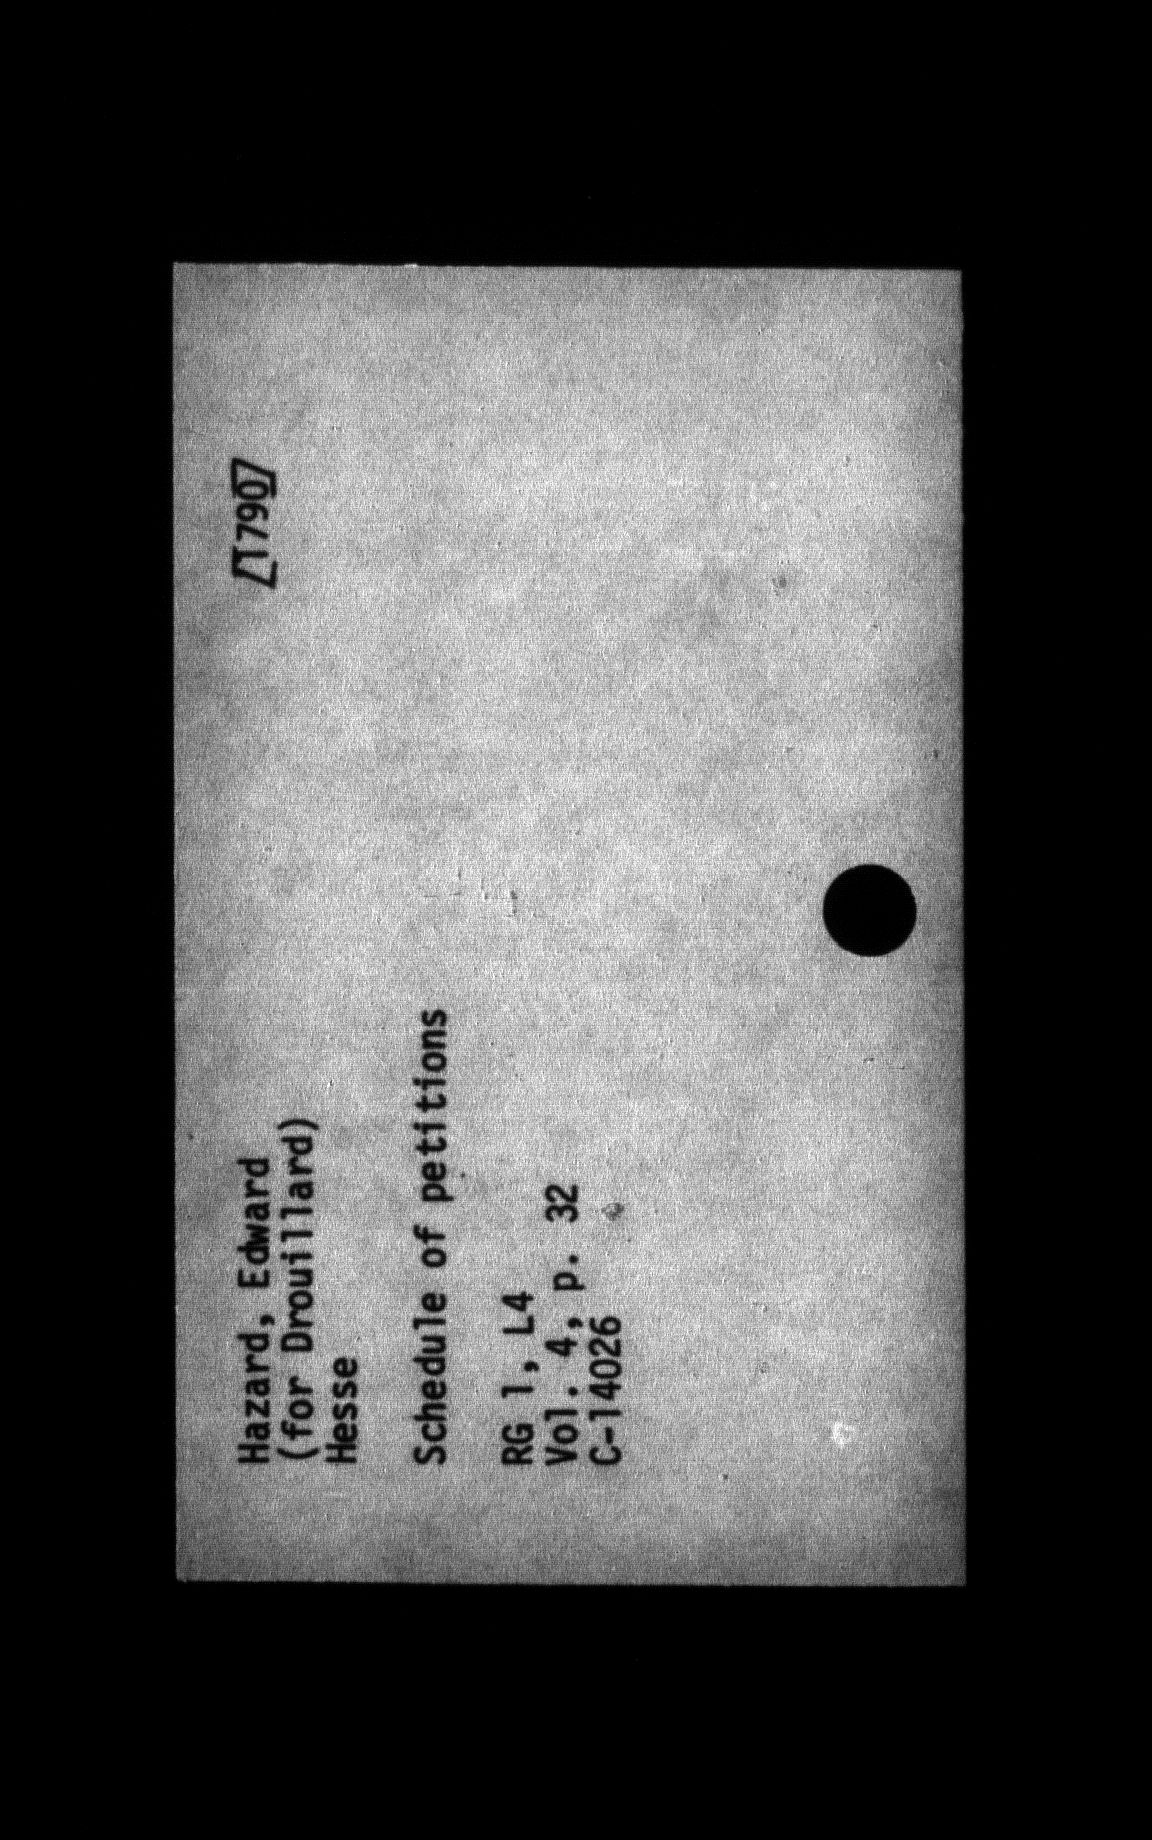 Hazard, Edward [1790]
(for Drouillard)
Hesse
Schedule of petitions
RG 1, L4
Vol. 4, p. 32
C-14026